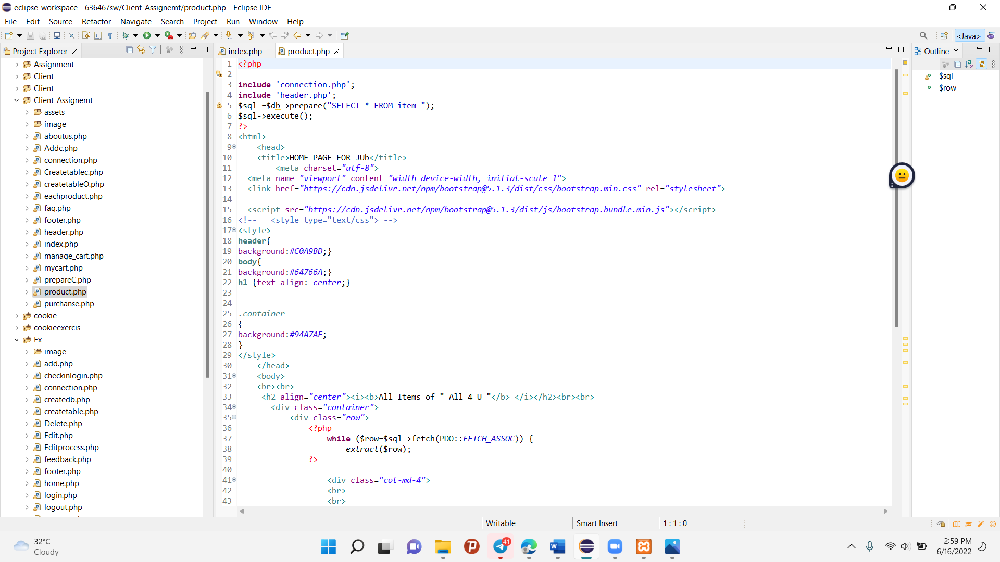 eclipse-workspace - 636467sw/Client_Assignemt/product.php - Eclipse IDE
File Edit Source Refactor Navigate Search Project Run Window Help
<Java>
Project Explorer
Assignment
Client
Client_
Client_Assignemt
assets
image
aboutus.php
Addc.php
connection.php
Createtablec.php
createtableO.php
eachproduct.php
faq.php
footer.php
header.php
index.php
manage_cart.php
mycart.php
prepareC.php
product.php
purchanse.php
cookie
cookieexercis
Ex
image
add.php
checkinlogin.php
connection.php
createdb.php
createtable.php
Delete.php
Edit.php
Editprocess.php
feedback.php
footer.php
home.php
login.php
logout.php
index.php product.php
1 <?php
2
3 include 'connection.php';
4 include 'header.php';
5 $sql =$db->prepare("SELECT * FROM item ");
6 $sql->execute();
7 ?>
8 <html>
9 <head>
10 <title>HOME PAGE FOR JUb</title>
11 <meta charset="utf-8">
12 <meta name="viewport" content="width=device-width, initial-scale=1">
13 <link href="https://cdn.jsdelivr.net/npm/bootstrap@5.1.3/dist/css/bootstrap.min.css" rel="stylesheet">
14
15 <script src="https://cdn.jsdelivr.net/npm/bootstrap@5.1.3/dist/js/bootstrap.bundle.min.js"></script>
16 <!-- <style type="text/css"> -->
17 <style>
18 header{
19 background:#C0A9BD;}
20 body{
21 background:#64766A;}
22 h1 {text-align: center;}
23
24
25 .container
26 {
27 background:#94A7AE;
28 }
29 </style>
30 </head>
31 <body>
32 <br><br>
33 <h2 align="center"><i><b>All Items of " All 4 U "</b> </i></h2><br><br>
34 <div class="container">
35 <div class="row">
36 <?php
37 while ($row=$sql->fetch(PDO::FETCH_ASSOC)) {
38 extract($row);
39 ?>
40
41 <div class="col-md-4">
42 <br>
43 <br>
Outline
$sql
$row
Writable Smart Insert 1 : 1 : 0
32°C
Cloudy
41
2:59 PM
6/16/2022